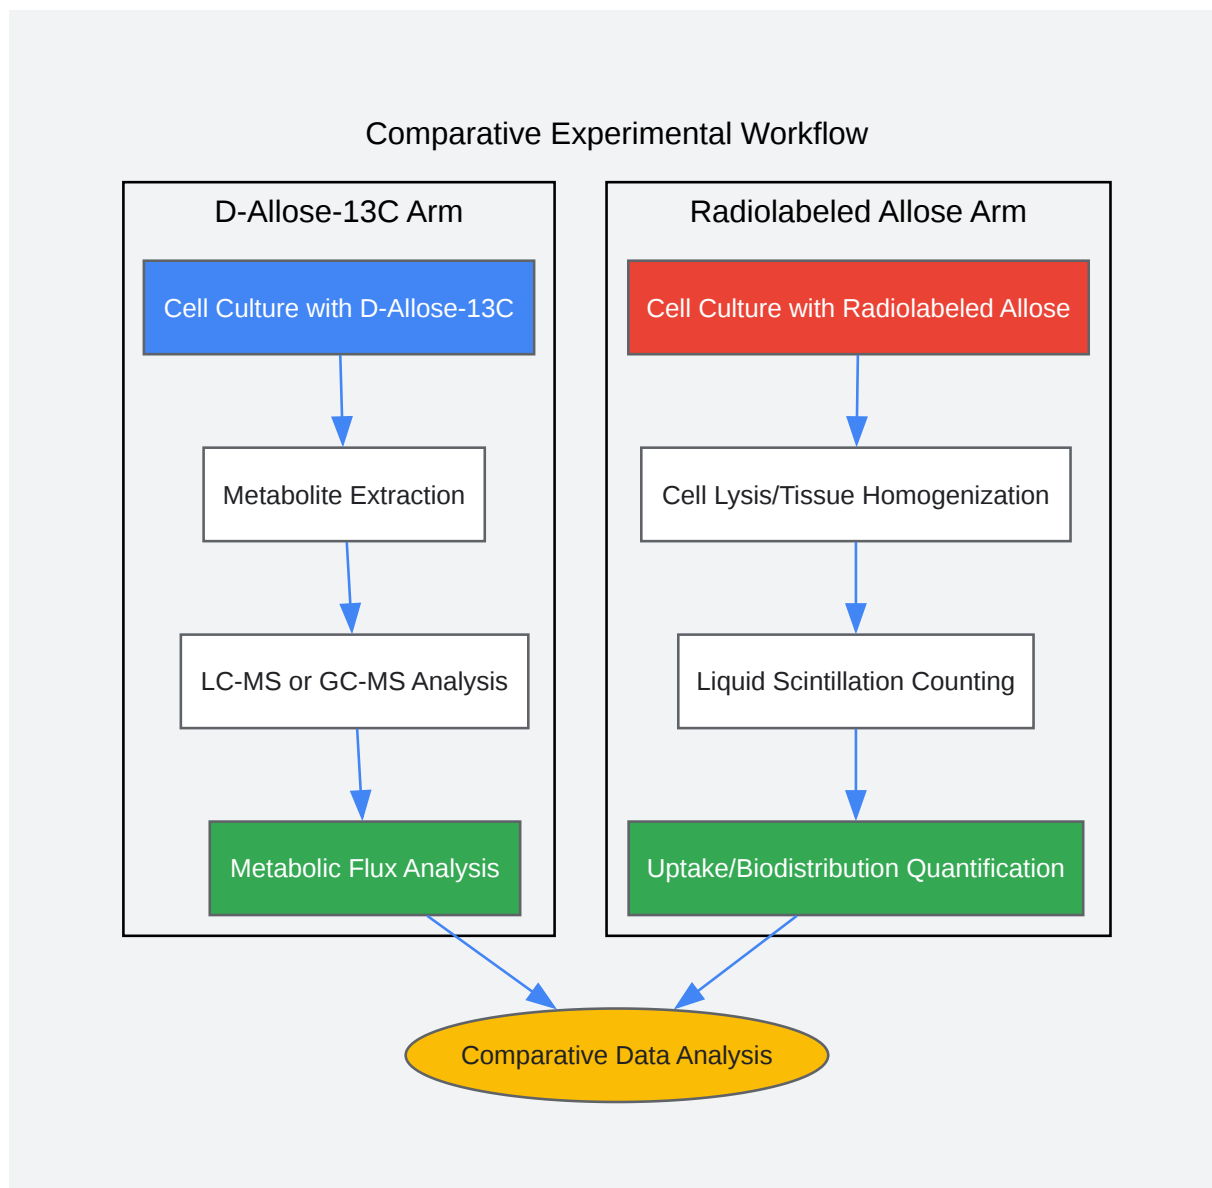 Comparative Experimental Workflow
D-Allose-13C Arm
Cell Culture with D-Allose-13C
Metabolite Extraction
LC-MS or GC-MS Analysis
Metabolic Flux Analysis
Radiolabeled Allose Arm
Cell Culture with Radiolabeled Allose
Cell Lysis/Tissue Homogenization
Liquid Scintillation Counting
Uptake/Biodistribution Quantification
Comparative Data Analysis